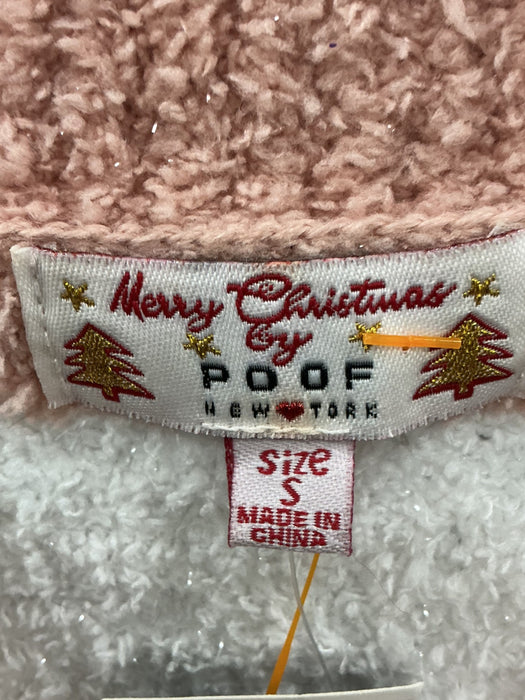 Merry Christmas
by
POOF
NEW YORK
Size
S
MADE IN
CHINA